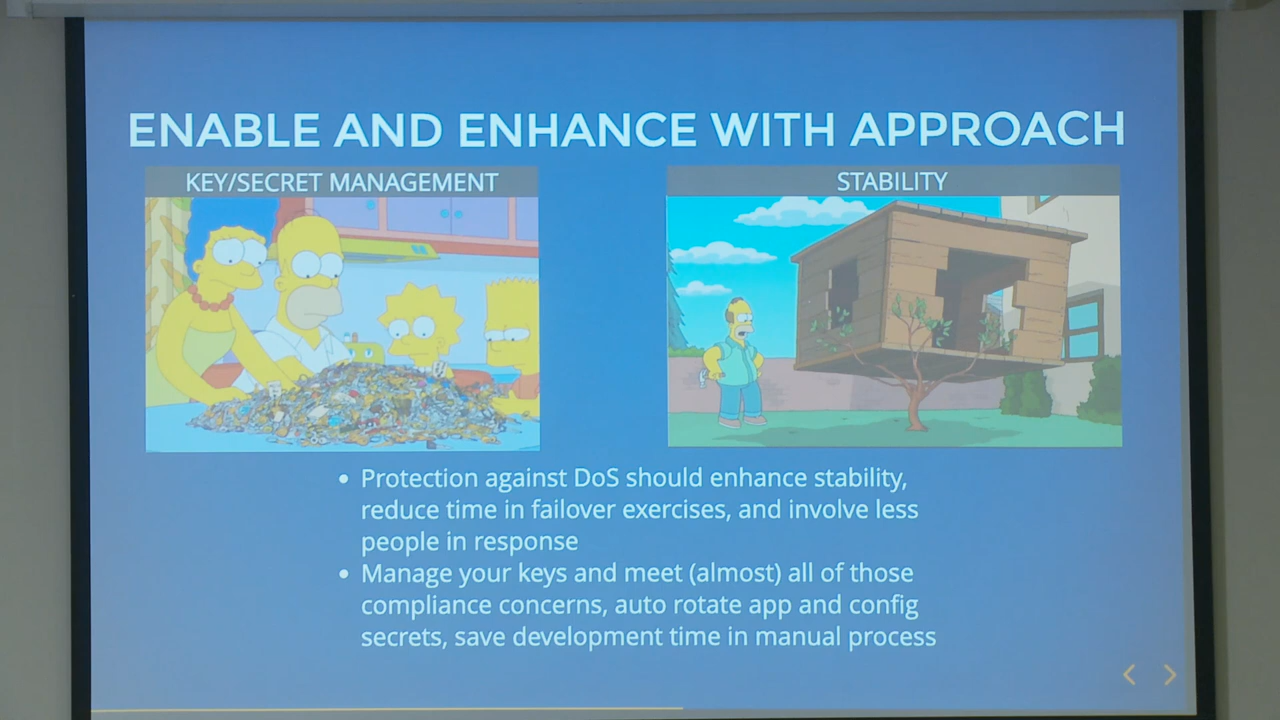 ENABLE AND ENHANCE WITH APPROACH
KEY/SECRET MANAGEMENT
STABILITY
• Protection against DoS should enhance stability,
reduce time in failover exercises, and involve less
people in response
• Manage your keys and meet (almost) all of those
compliance concerns, auto rotate app and config
secrets, save development time in manual process